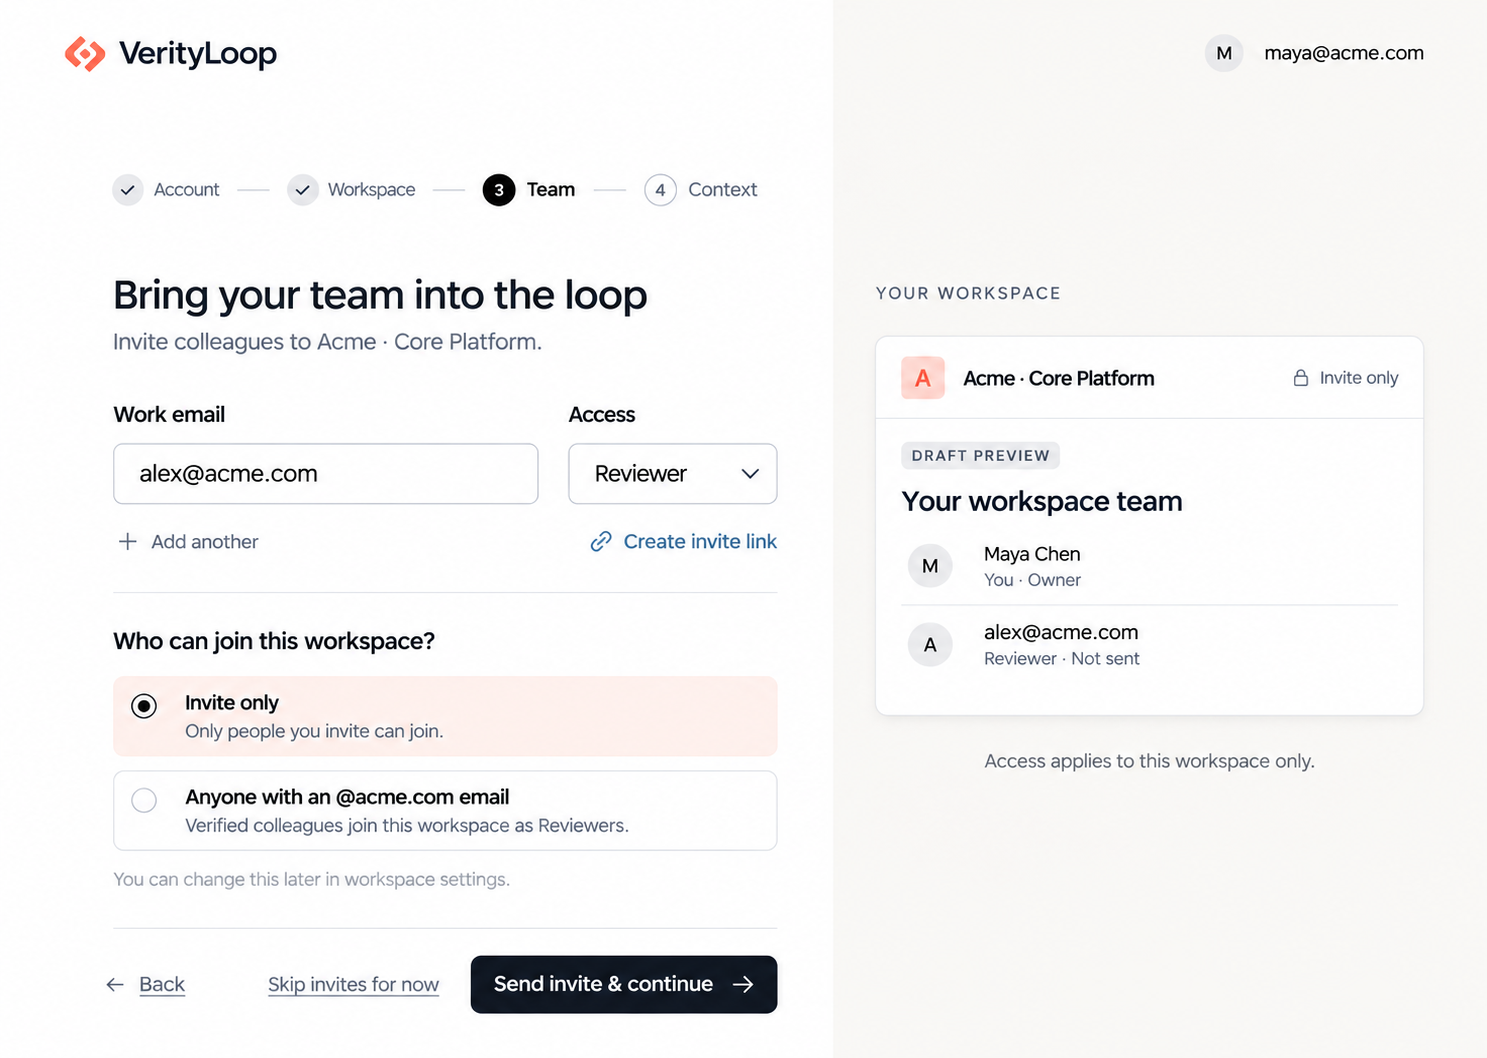 VerityLoop
M maya@acme.com
Account Workspace 3 Team 4 Context
Bring your team into the loop
Invite colleagues to Acme · Core Platform.
Work email Access
alex@acme.com Reviewer
Add another Create invite link
Who can join this workspace?
Invite only
Only people you invite can join.
Anyone with an @acme.com email
Verified colleagues join this workspace as Reviewers.
You can change this later in workspace settings.
Back Skip invites for now Send invite & continue
YOUR WORKSPACE
A Acme · Core Platform Invite only
DRAFT PREVIEW
Your workspace team
M Maya Chen
You · Owner
A alex@acme.com
Reviewer · Not sent
Access applies to this workspace only.